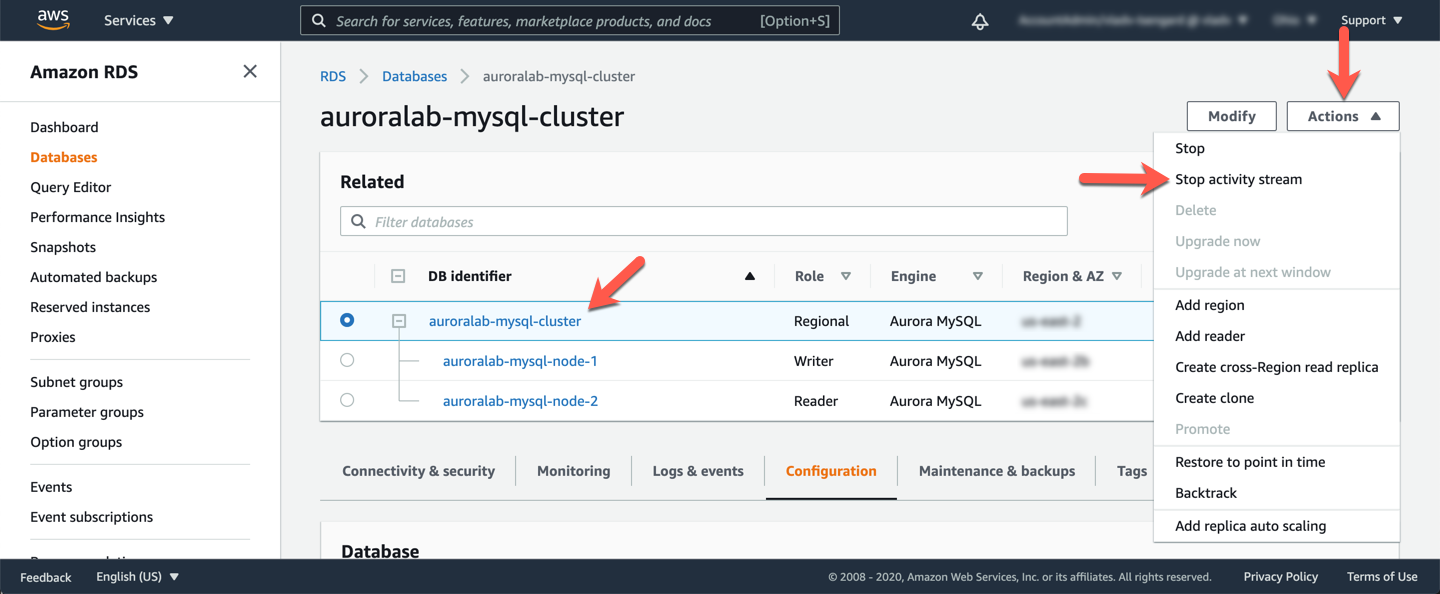 aws Services Search for services, features, marketplace products, and docs [Option+S] Support
Amazon RDS
Dashboard
Databases
Query Editor
Performance Insights
Snapshots
Automated backups
Reserved instances
Proxies
Subnet groups
Parameter groups
Option groups
Events
Event subscriptions
RDS Databases auroralab-mysql-cluster
auroralab-mysql-cluster
Modify Actions
Stop
Stop activity stream
Delete
Upgrade now
Upgrade at next window
Add region
Add reader
Create cross-Region read replica
Create clone
Promote
Restore to point in time
Backtrack
Add replica auto scaling
Related
Filter databases
DB identifier Role Engine Region & AZ
auroralab-mysql-cluster Regional Aurora MySQL
auroralab-mysql-node-1 Writer Aurora MySQL
auroralab-mysql-node-2 Reader Aurora MySQL
Connectivity & security Monitoring Logs & events Configuration Maintenance & backups Tags
Database
Feedback English (US) © 2008 - 2020, Amazon Web Services, Inc. or its affiliates. All rights reserved. Privacy Policy Terms of Use